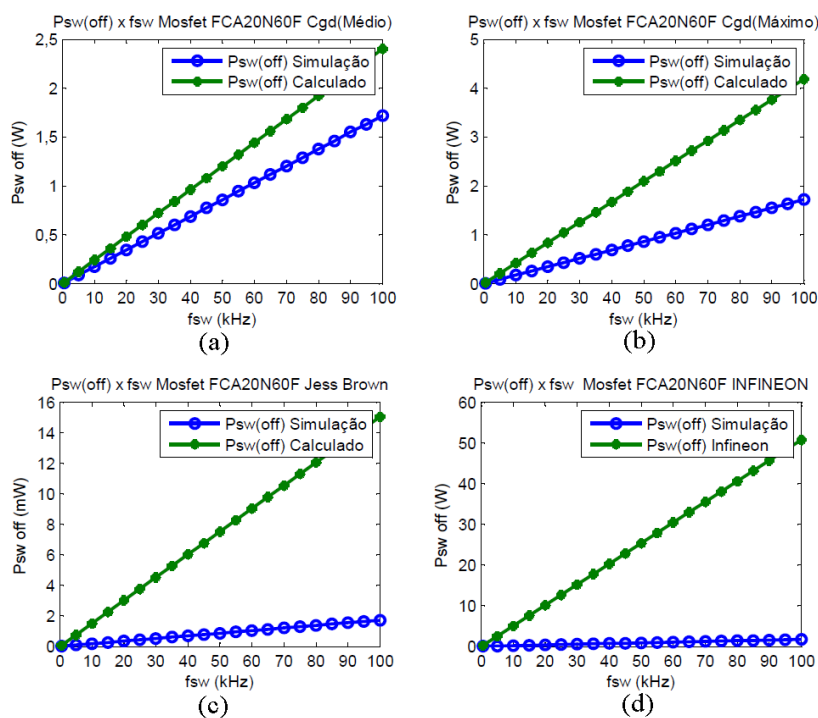 Psw(off) x fsw Mosfet FCA20N60F Cgd(Médio)
2,5
2
1,5
1
0,5
0
Psw off (W)
Psw(off) Simulação
Psw(off) Calculado
0 10 20 30 40 50 60 70 80 90 100
fsw (kHz)
(a)
Psw(off) x fsw Mosfet FCA20N60F Cgd(Máximo)
5
4
3
2
1
0
Psw off (W)
Psw(off) Simulação
Psw(off) Calculado
0 10 20 30 40 50 60 70 80 90 100
fsw (kHz)
(b)
Psw(off) x fsw Mosfet FCA20N60F Jess Brown
16
14
12
10
8
6
4
2
0
Psw off (mW)
Psw(off) Simulação
Psw(off) Calculado
0 10 20 30 40 50 60 70 80 90 100
fsw (kHz)
(c)
Psw(off) x fsw Mosfet FCA20N60F INFINEON
60
50
40
30
20
10
0
Psw off (W)
Psw(off) Simulação
Psw(off) Infineon
0 10 20 30 40 50 60 70 80 90 100
fsw (kHz)
(d)